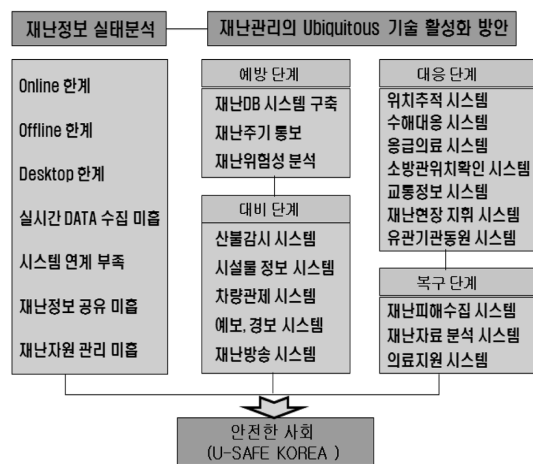 재난정보 실태분석
재난관리의 Ubiquitous 기술 활성화 방안
Online 한계
Offline 한계
Desktop 한계
실시간 DATA 수집 미흡
시스템 연계 부족
재난정보 공유 미흡
재난자원 관리 미흡
예방 단계
재난DB 시스템 구축
재난주기 통보
재난위험성 분석
대비 단계
산불감시 시스템
시설물 정보 시스템
차량관제 시스템
예보, 경보 시스템
재난방송 시스템
대응 단계
위치추적 시스템
수해대응 시스템
응급의료 시스템
소방관위치확인 시스템
교통정보 시스템
재난현장 지휘 시스템
유관기관동원 시스템
복구 단계
재난피해수집 시스템
재난자료 분석 시스템
의료지원 시스템
안전한 사회
(U-SAFE KOREA )